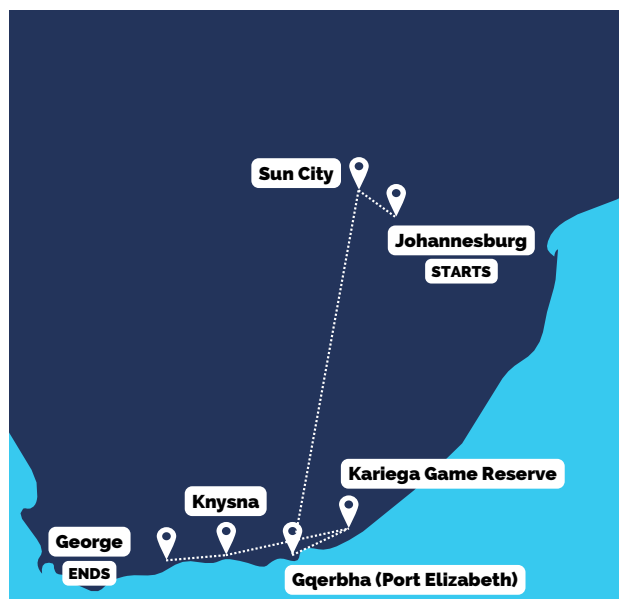 Sun City
Johannesburg
STARTS
Kariega Game Reserve
Knysna
George
ENDS
Gqerbha (Port Elizabeth)